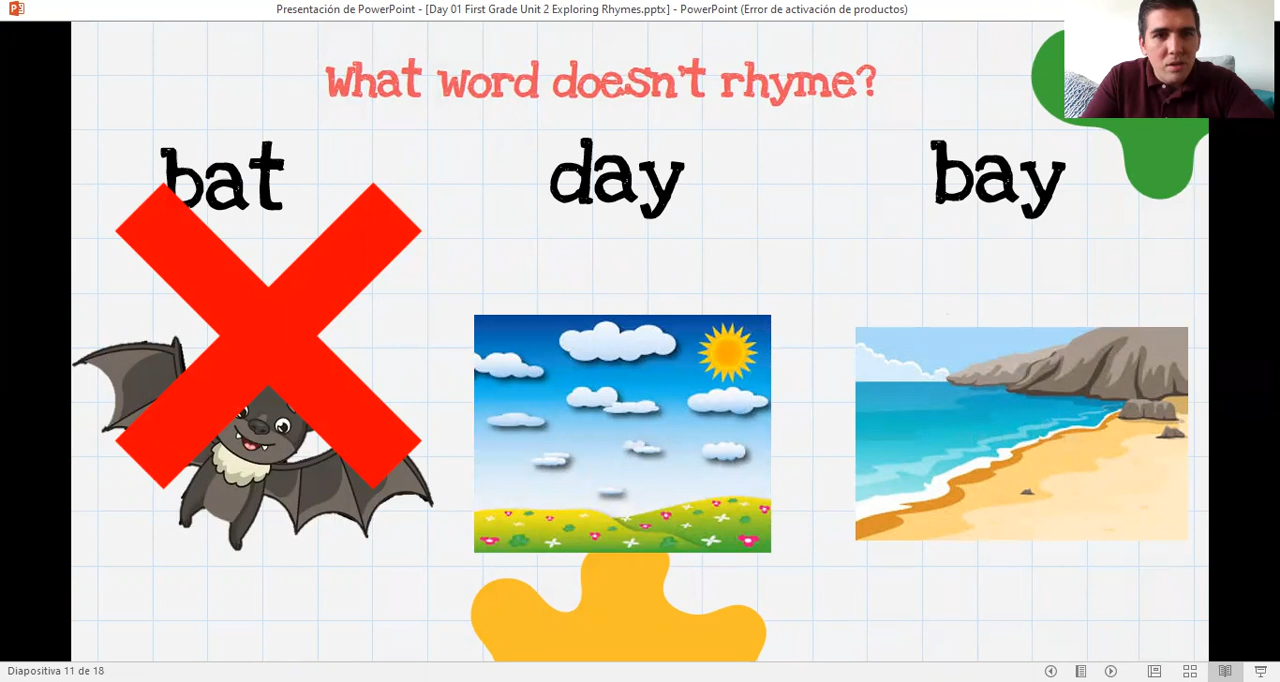 Presentación de PowerPoint - [Day 01 First Grade Unit 2 Exploring Rhymes.pptx] - PowerPoint (Error de activación de productos)
What word doesn't rhyme?
bat day bay
Diapositiva 11 de 18